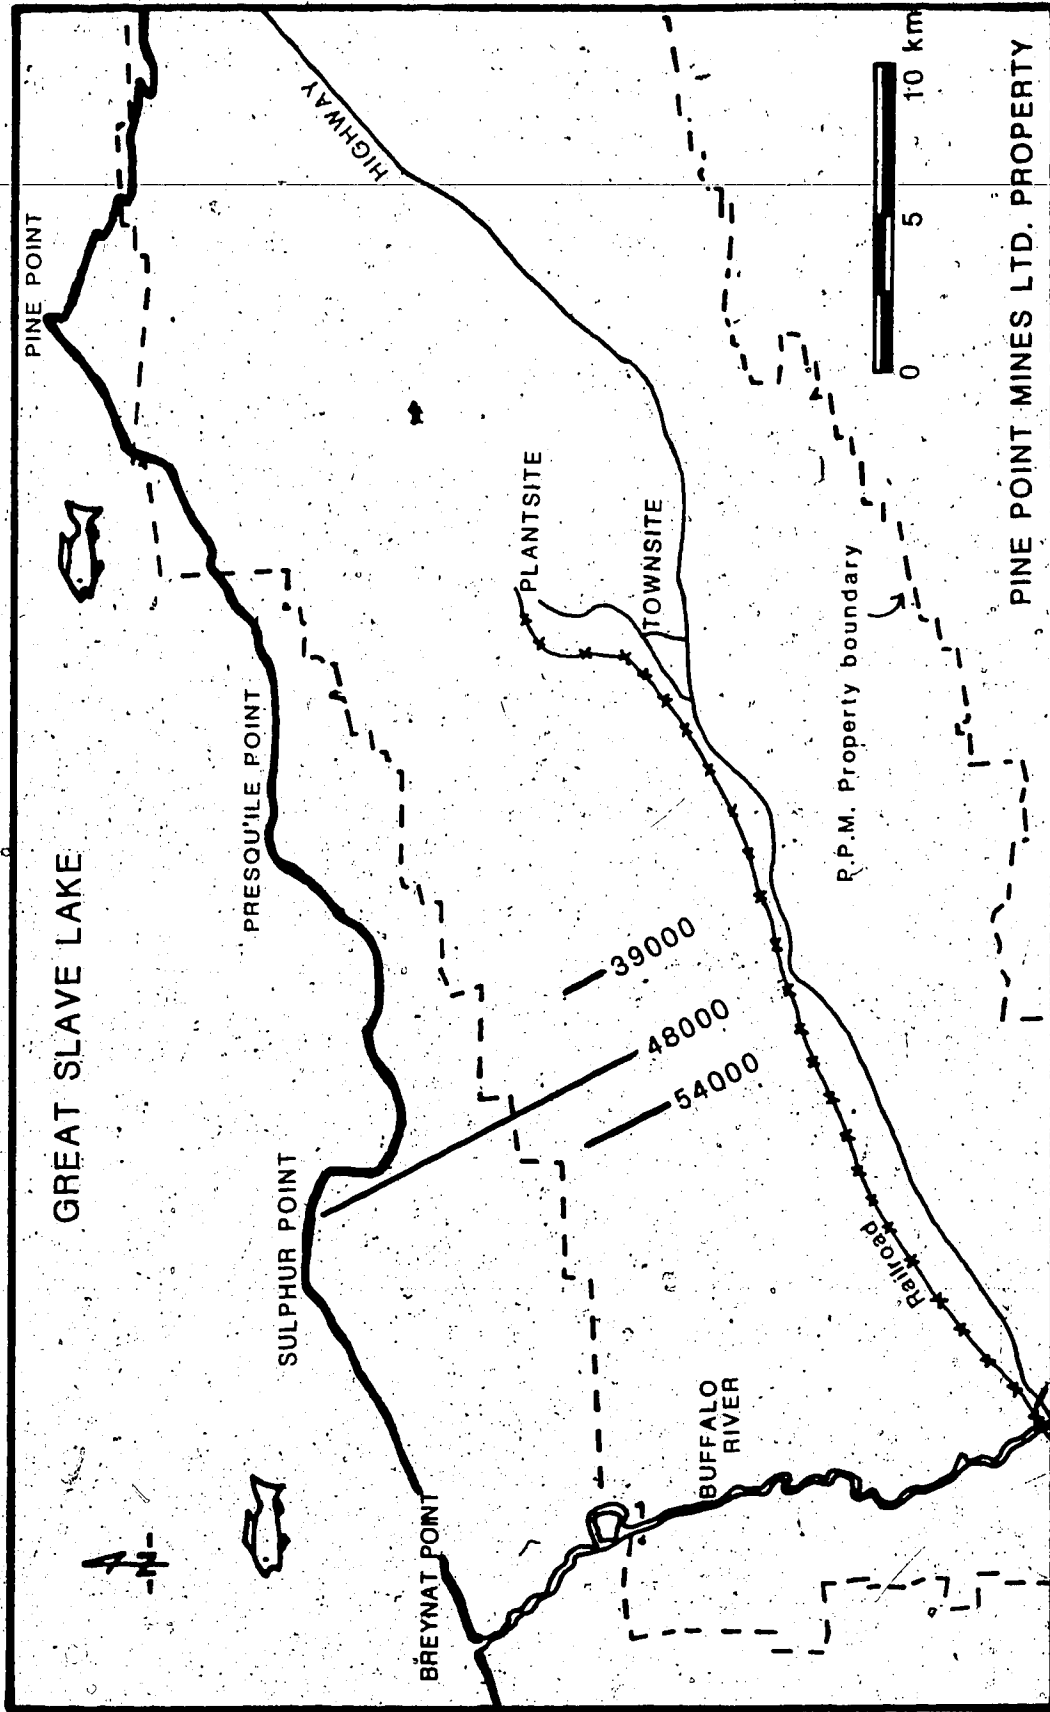 GREAT SLAVE LAKE
PINE POINT
PRESQU'ILE POINT
SULPHUR POINT
BREYNAT POINT
N
HIGHWAY
PLANTSITE
TOWNSITE
39000
48000
54000
Railroad
BUFFALO
RIVER
P.P.M. Property boundary
0 5 10 km
PINE POINT MINES LTD. PROPERTY